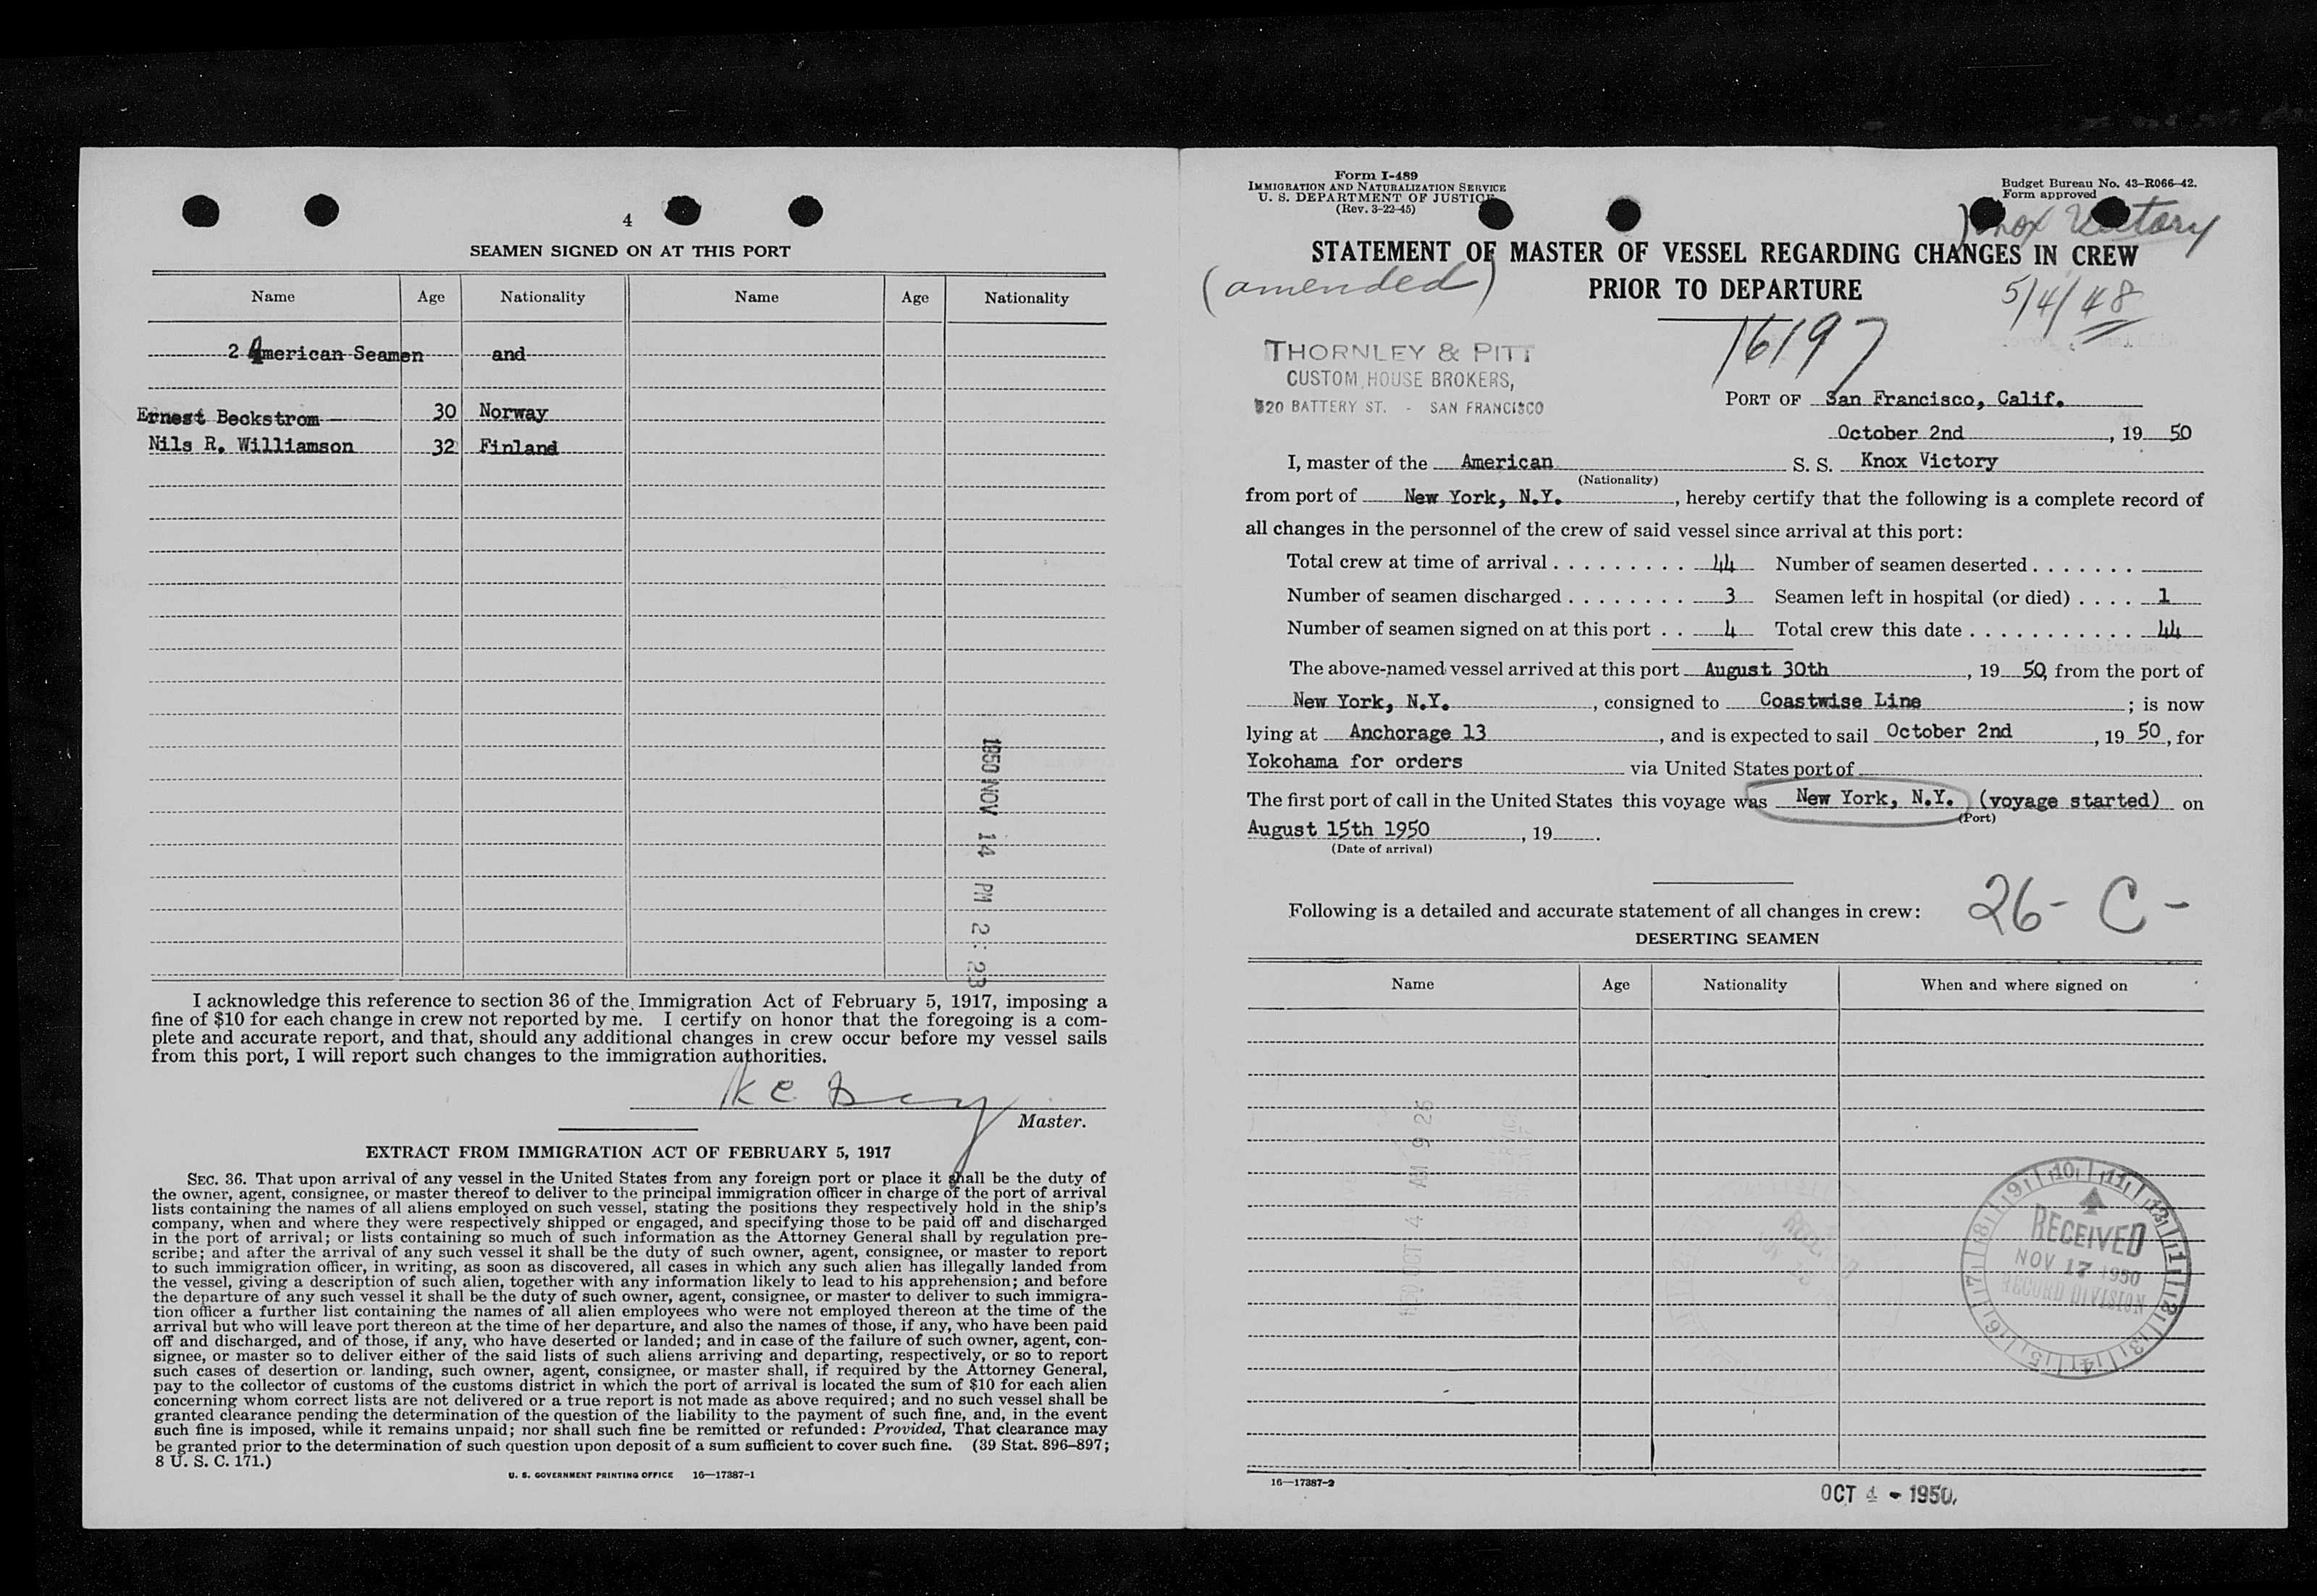 4
SEAMEN SIGNED ON AT THIS PORT
Name Age Nationality Name Age Nationality
2 American Seamen and
Ernest Beckstrom 30 Norway
Nils R. Williamson 32 Finland
1950 NOV 14 PM 2:23
I acknowledge this reference to section 36 of the Immigration Act of February 5, 1917, imposing a
fine of $10 for each change in crew not reported by me. I certify on honor that the foregoing is a com-
plete and accurate report, and that, should any additional changes in crew occur before my vessel sails
from this port, I will report such changes to the immigration authorities.
Master.
EXTRACT FROM IMMIGRATION ACT OF FEBRUARY 5, 1917
SEC. 36. That upon arrival of any vessel in the United States from any foreign port or place it shall be the duty of
the owner, agent, consignee, or master thereof to deliver to the principal immigration officer in charge of the port of arrival
lists containing the names of all aliens employed on such vessel, stating the positions they respectively hold in the ship's
company, when and where they were respectively shipped or engaged, and specifying those to be paid off and discharged
in the port of arrival; or lists containing so much of such information as the Attorney General shall by regulation pre-
scribe; and after the arrival of any such vessel it shall be the duty of such owner, agent, consignee, or master to report
to such immigration officer, in writing, as soon as discovered, all cases in which any such alien has illegally landed from
the vessel, giving a description of such alien, together with any information likely to lead to his apprehension; and before
the departure of any such vessel it shall be the duty of such owner, agent, consignee, or master to deliver to such immigra-
tion officer a further list containing the names of all alien employees who were not employed thereon at the time of the
arrival but who will leave port thereon at the time of her departure, and also the names of those, if any, who have been paid
off and discharged, and of those, if any, who have deserted or landed; and in case of the failure of such owner, agent, con-
signee, or master so to deliver either of the said lists of such aliens arriving and departing, respectively, or so to report
such cases of desertion or landing, such owner, agent, consignee, or master shall, if required by the Attorney General,
pay to the collector of customs of the customs district in which the port of arrival is located the sum of $10 for each alien
concerning whom correct lists are not delivered or a true report is not made as above required; and no such vessel shall be
granted clearance pending the determination of the question of the liability to the payment of such fine, and, in the event
such fine is imposed, while it remains unpaid; nor shall such fine be remitted or refunded: Provided, That clearance may
be granted prior to the determination of such question upon deposit of a sum sufficient to cover such fine. (39 Stat. 896–897;
8 U. S. C. 171.)
U. S. GOVERNMENT PRINTING OFFICE 16—17387-1
Form I-489
IMMIGRATION AND NATURALIZATION SERVICE
U. S. DEPARTMENT OF JUSTICE
(Rev. 3-22-45)
Budget Bureau No. 43-R066-42.
Form approved
Knox Victory
STATEMENT OF MASTER OF VESSEL REGARDING CHANGES IN CREW
PRIOR TO DEPARTURE
(amended)
5/4/48
16197
THORNLEY & PITT
CUSTOM HOUSE BROKERS,
520 BATTERY ST. - SAN FRANCISCO
PORT OF San Francisco, Calif.
October 2nd, 19 50
I, master of the American S. S. Knox Victory
(Nationality)
from port of New York, N.Y., hereby certify that the following is a complete record of
all changes in the personnel of the crew of said vessel since arrival at this port:
Total crew at time of arrival . . . . . . . . . 44 Number of seamen deserted . . . . . . .
Number of seamen discharged . . . . . . . . 3 Seamen left in hospital (or died) . . . . 1
Number of seamen signed on at this port . . 4 Total crew this date . . . . . . . . . . . 44
The above-named vessel arrived at this port August 30th, 19 50, from the port of
New York, N.Y., consigned to Coastwise Line; is now
lying at Anchorage 13, and is expected to sail October 2nd, 19 50, for
Yokohama for orders via United States port of
The first port of call in the United States this voyage was New York, N.Y. (voyage started) on
(Port)
August 15th 1950, 19 .
(Date of arrival)
Following is a detailed and accurate statement of all changes in crew:
26- C -
DESERTING SEAMEN
Name Age Nationality When and where signed on
1950 OCT 4 AM 9 25
RECEIVED
NOV 17 1950
RECORD DIVISION
16—17387-2
OCT 4 - 1950.